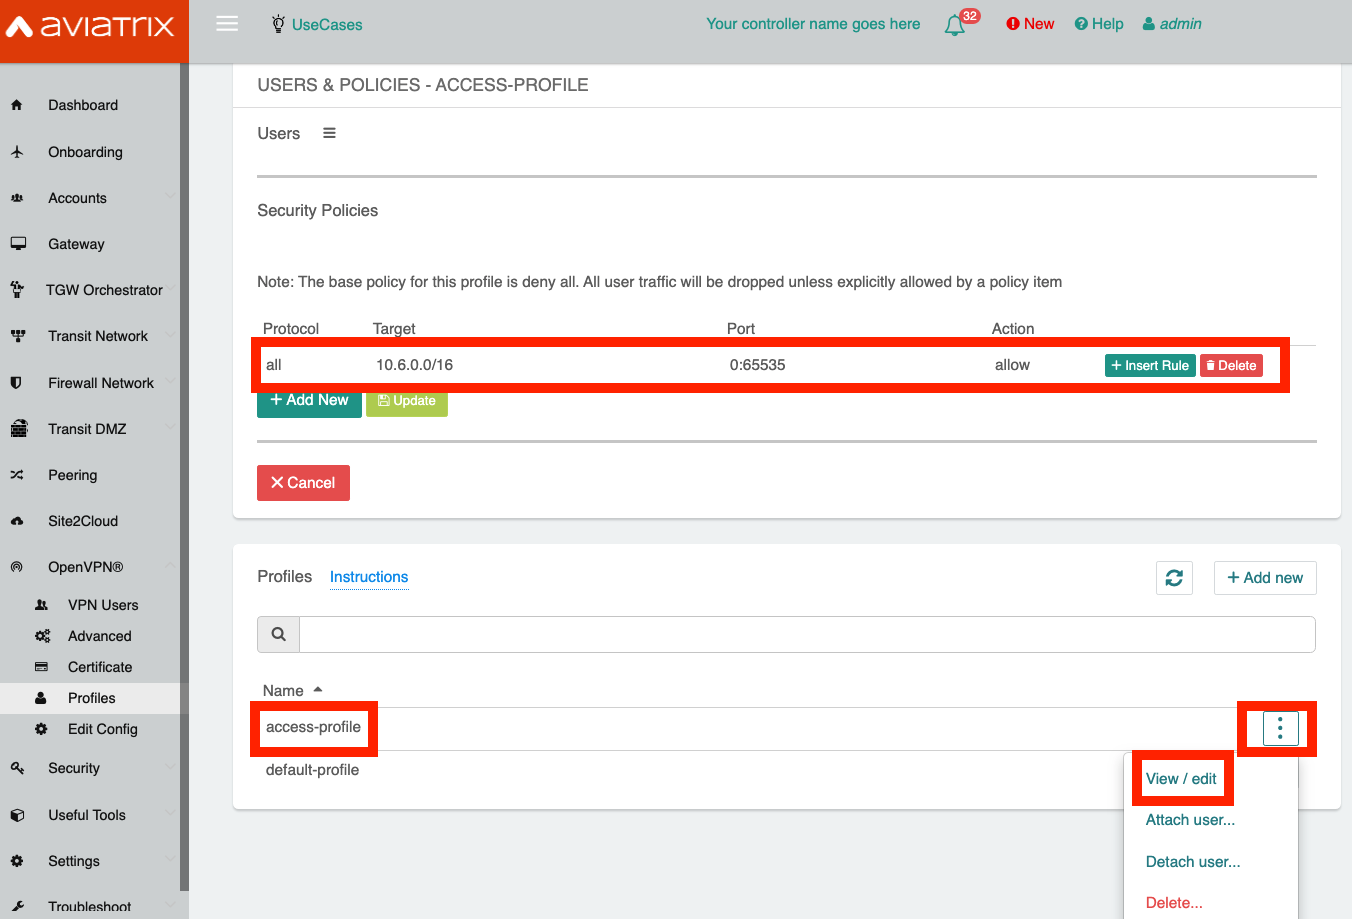 AVIATRIX
UseCases
Your controller name goes here
32
New
Help
admin
Dashboard
Onboarding
Accounts
Gateway
TGW Orchestrator
Transit Network
Firewall Network
Transit DMZ
Peering
Site2Cloud
OpenVPN®
VPN Users
Advanced
Certificate
Profiles
Edit Config
Security
Useful Tools
Settings
Troubleshoot
USERS & POLICIES - ACCESS-PROFILE
Users
Security Policies
Note: The base policy for this profile is deny all. All user traffic will be dropped unless explicitly allowed by a policy item
Protocol Target Port Action
all 10.6.0.0/16 0:65535 allow + Insert Rule Delete
+ Add New Update
Cancel
Profiles Instructions
+ Add new
Name
access-profile
default-profile
View / edit
Attach user...
Detach user...
Delete...